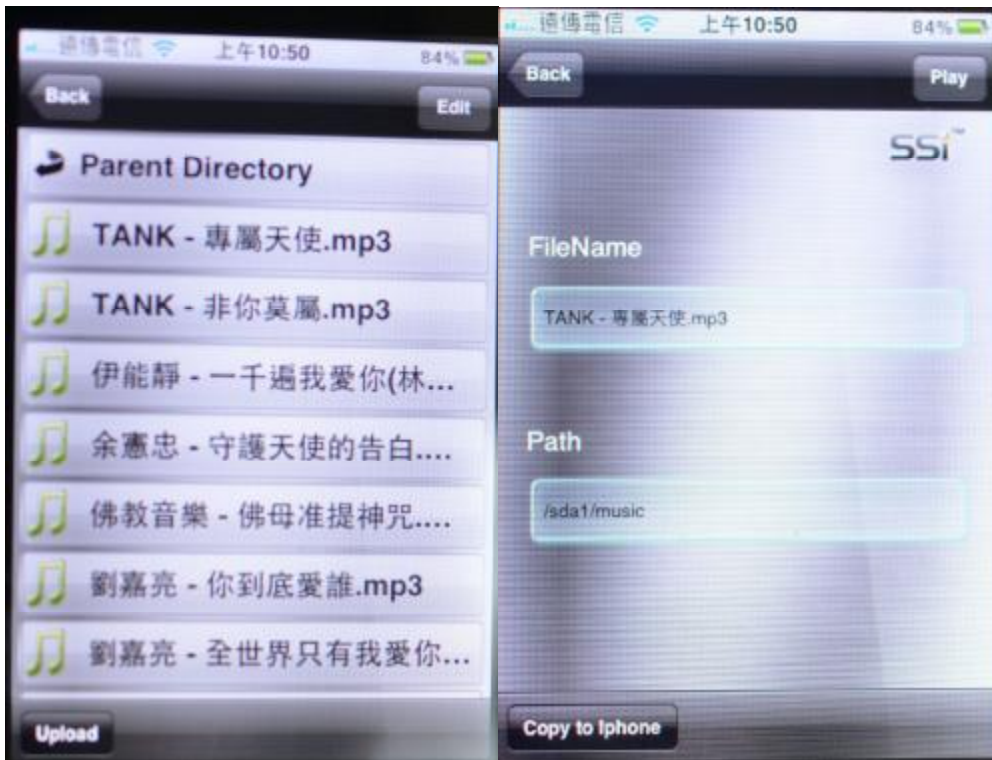 遠傳電信 上午10:50 84%
Back Edit
Parent Directory
TANK - 專屬天使.mp3
TANK - 非你莫屬.mp3
伊能靜 - 一千遍我愛你(林...
余憲忠 - 守護天使的告白....
佛教音樂 - 佛母准提神咒....
劉嘉亮 - 你到底愛誰.mp3
劉嘉亮 - 全世界只有我愛你...
Upload
遠傳電信 上午10:50 84%
Back Play
SSi™
FileName
TANK - 專屬天使.mp3
Path
/sda1/music
Copy to Iphone